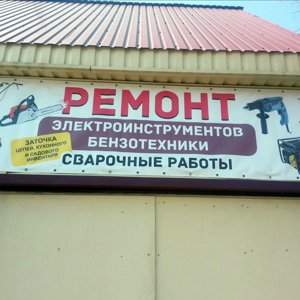 РЕМОНТ
ЭЛЕКТРОИНСТРУМЕНТОВ
БЕНЗОТЕХНИКИ
СВАРОЧНЫЕ РАБОТЫ
ЗАТОЧКА
ЦЕПЕЙ, КУХОННОГО
И САДОВОГО
ИНВЕНТАРЯ